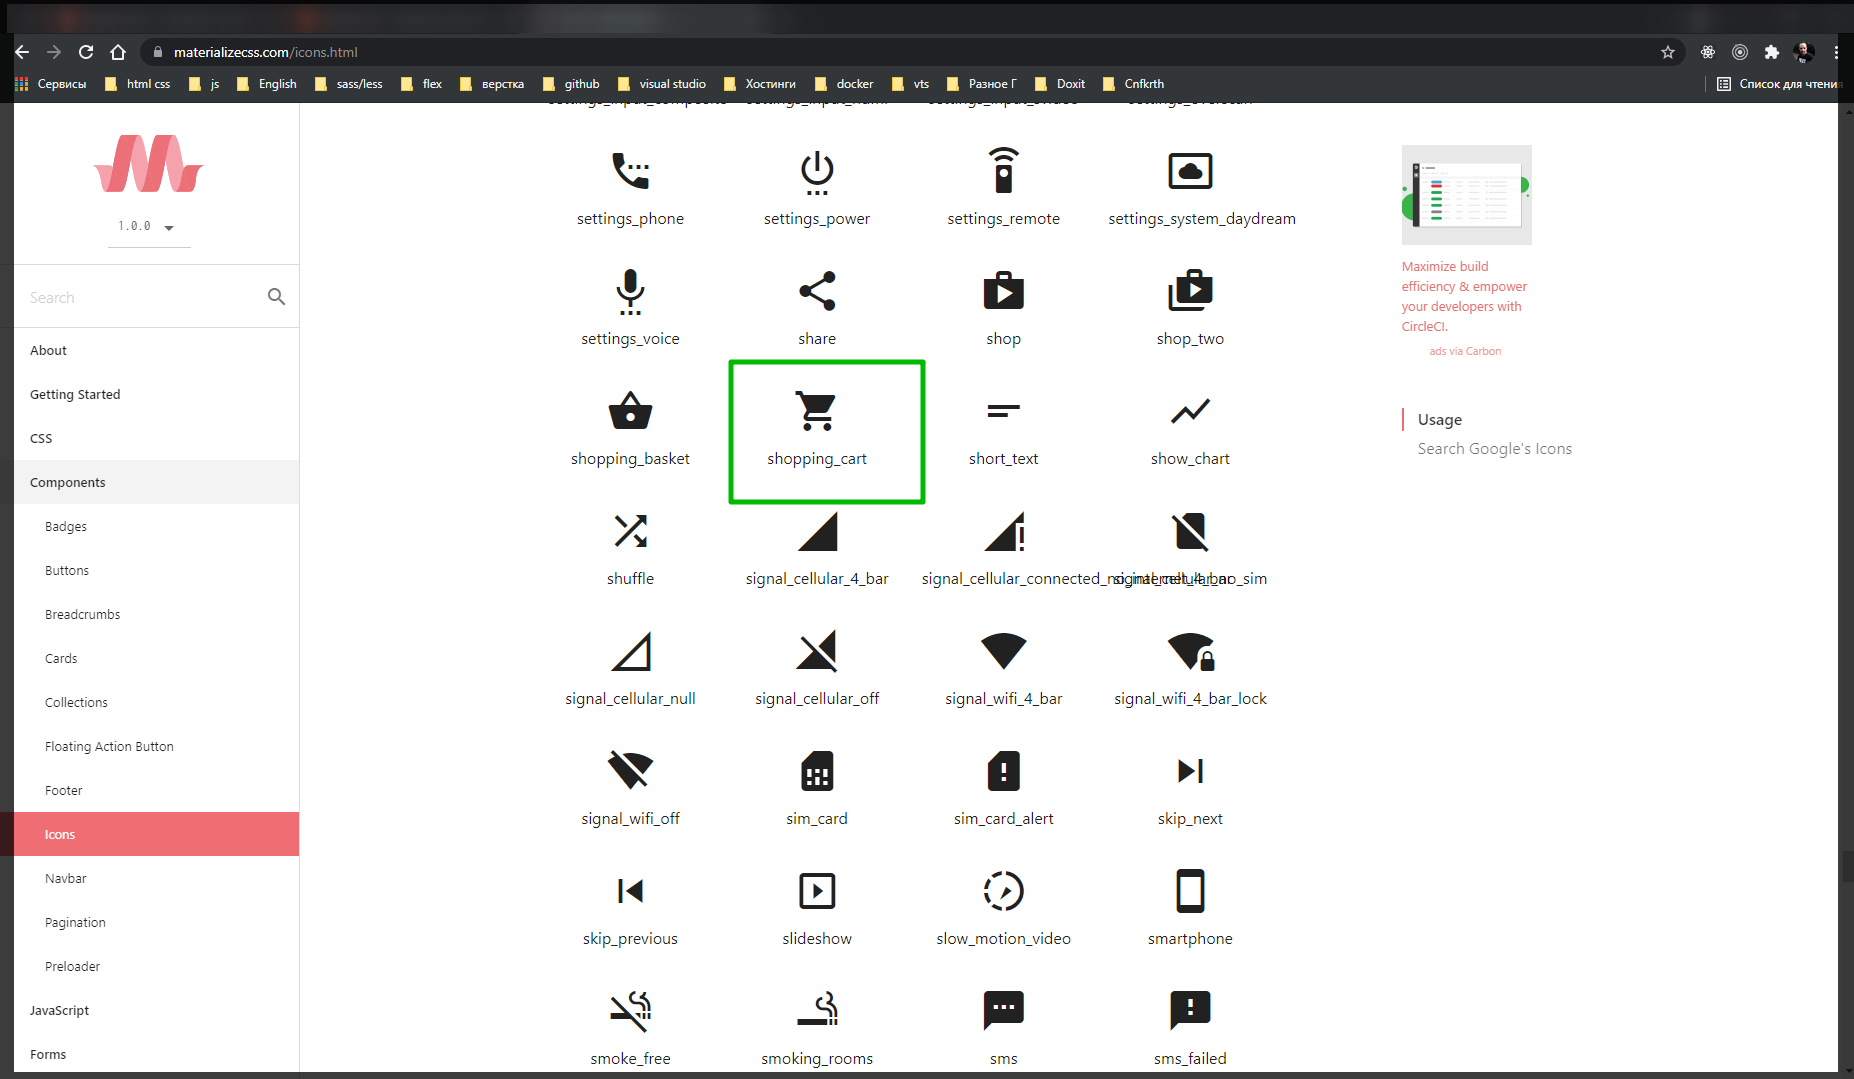 materializecss.com/icons.html
Сервисы html css js English sass/less flex верстка github visual studio Хостинги docker vts Разное Г Doxit Cnfkrth Список для чтения
1.0.0
Search
About
Getting Started
CSS
Components
Badges
Buttons
Breadcrumbs
Cards
Collections
Floating Action Button
Footer
Icons
Navbar
Pagination
Preloader
JavaScript
Forms
settings_phone settings_power settings_remote settings_system_daydream
settings_voice share shop shop_two
shopping_basket shopping_cart short_text show_chart
shuffle signal_cellular_4_bar signal_cellular_connected_no_internet_4_bar signal_cellular_no_sim
signal_cellular_null signal_cellular_off signal_wifi_4_bar signal_wifi_4_bar_lock
signal_wifi_off sim_card sim_card_alert skip_next
skip_previous slideshow slow_motion_video smartphone
smoke_free smoking_rooms sms sms_failed
Maximize build
efficiency & empower
your developers with
CircleCI.
ads via Carbon
Usage
Search Google's Icons